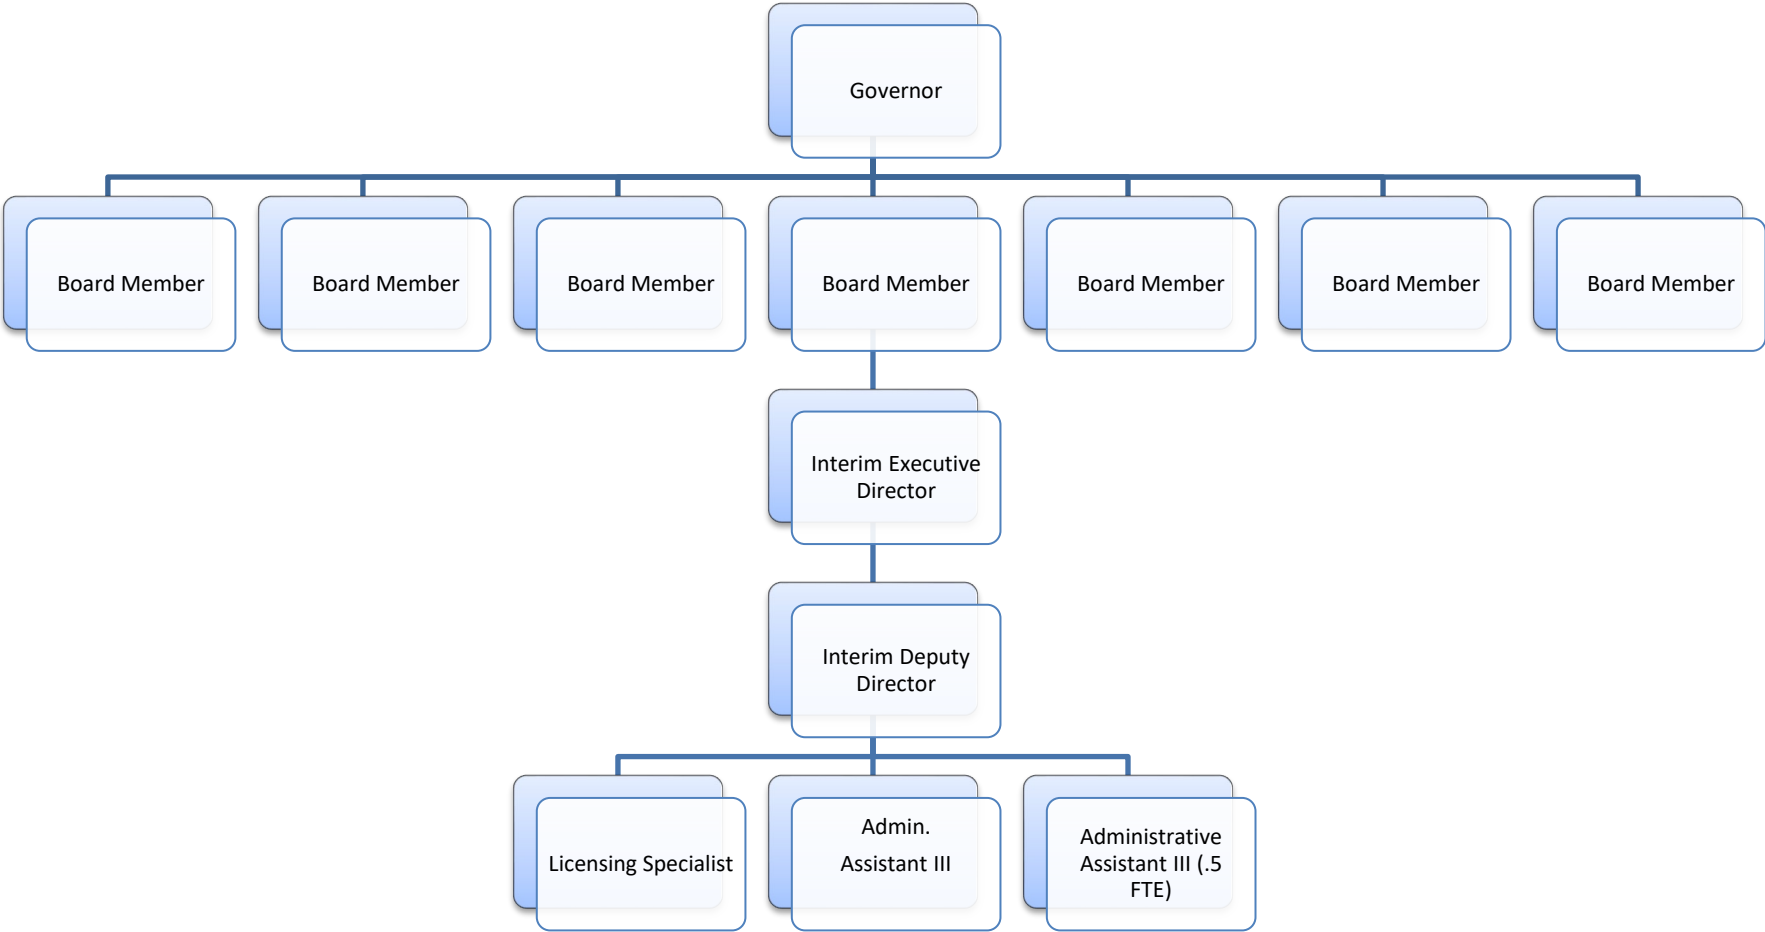 Governor
Board Member
Board Member
Board Member
Board Member
Board Member
Board Member
Board Member
Interim Executive
Director
Interim Deputy
Director
Licensing Specialist
Admin.
Assistant III
Administrative
Assistant III (.5
FTE)